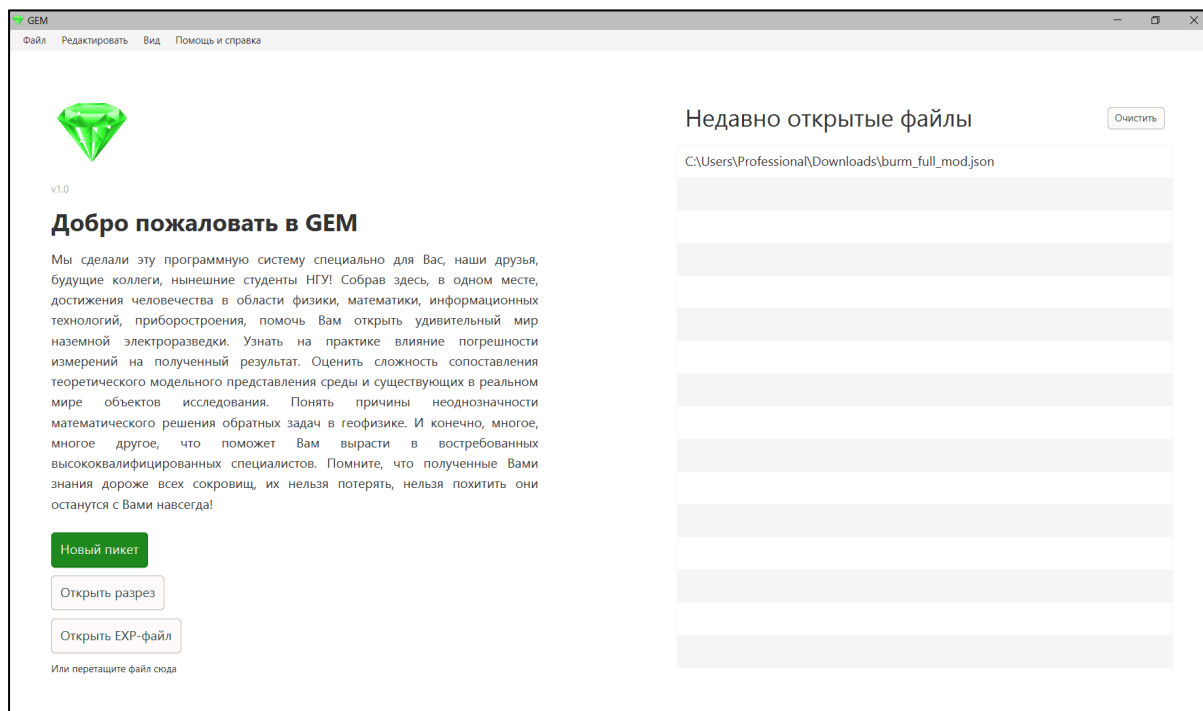 GEM
Файл Редактировать Вид Помощь и справка
v1.0
Добро пожаловать в GEM
Мы сделали эту программную систему специально для Вас, наши друзья,
будущие коллеги, нынешние студенты НГУ! Собрав здесь, в одном месте,
достижения человечества в области физики, математики, информационных
технологий, приборостроения, помочь Вам открыть удивительный мир
наземной электроразведки. Узнать на практике влияние погрешности
измерений на полученный результат. Оценить сложность сопоставления
теоретического модельного представления среды и существующих в реальном
мире объектов исследования. Понять причины неоднозначности
математического решения обратных задач в геофизике. И конечно, многое,
многое другое, что поможет Вам вырасти в востребованных
высококвалифицированных специалистов. Помните, что полученные Вами
знания дороже всех сокровищ, их нельзя потерять, нельзя похитить они
останутся с Вами навсегда!
Новый пикет
Открыть разрез
Открыть EXP-файл
Или перетащите файл сюда
Недавно открытые файлы
Очистить
C:\Users\Professional\Downloads\burm_full_mod.json